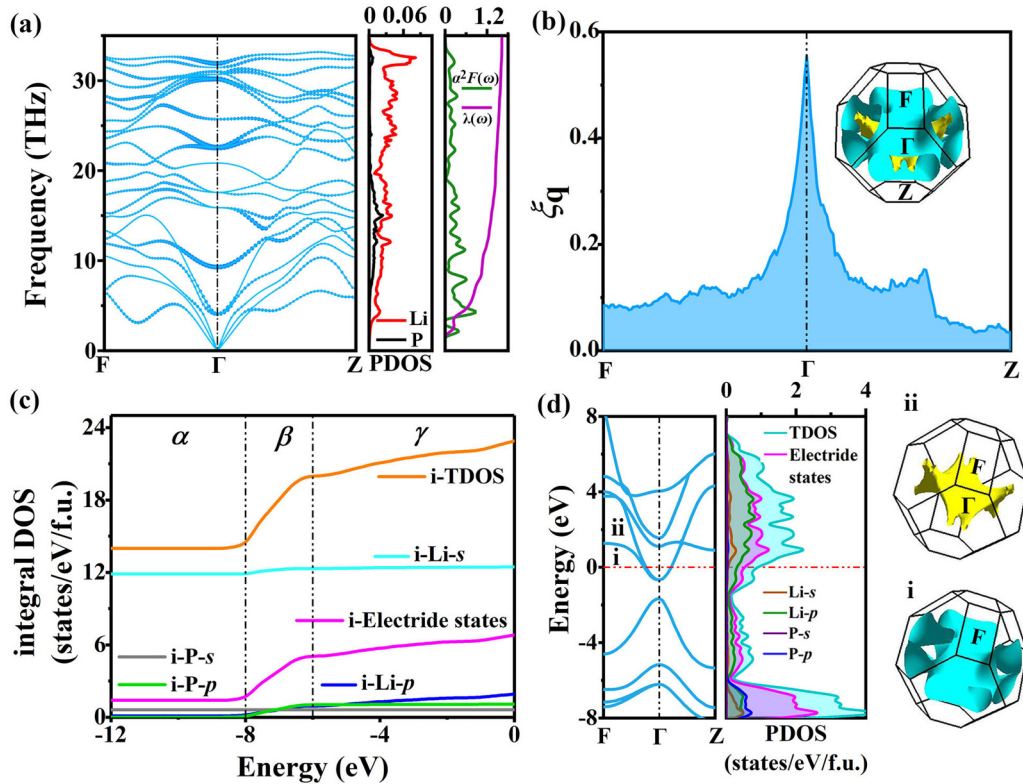 (a)
0 0.06 0 1.2
Frequency (THz)
30
20
10
0
F Γ Z
Li
P
PDOS
α²F(ω)
λ(ω)
(b)
ξq
0.6
0.4
0.2
0.0
F Γ Z
F
Γ
Z
(c)
integral DOS
(states/eV/f.u.)
24
18
12
6
0
α β γ
i-TDOS
i-Li-s
i-Electride states
i-P-s
i-P-p
i-Li-p
-12 -8 -4 0
Energy (eV)
(d)
0 2 4
Energy (eV)
8
4
0
-4
-8
ii
i
F Γ Z
TDOS
Electride
states
Li-s
Li-p
P-s
P-p
PDOS
(states/eV/f.u.)
ii
F
Γ
i
F